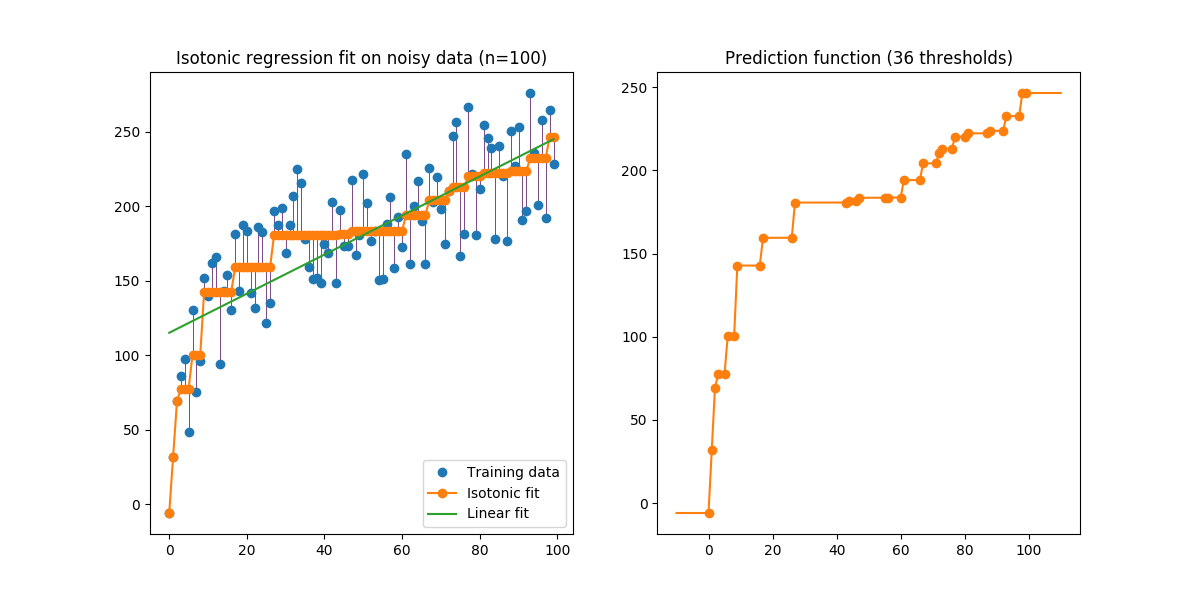 Isotonic regression fit on noisy data (n=100)
250
200
150
100
50
0
0 20 40 60 80 100
Training data
Isotonic fit
Linear fit
Prediction function (36 thresholds)
250
200
150
100
50
0
0 20 40 60 80 100